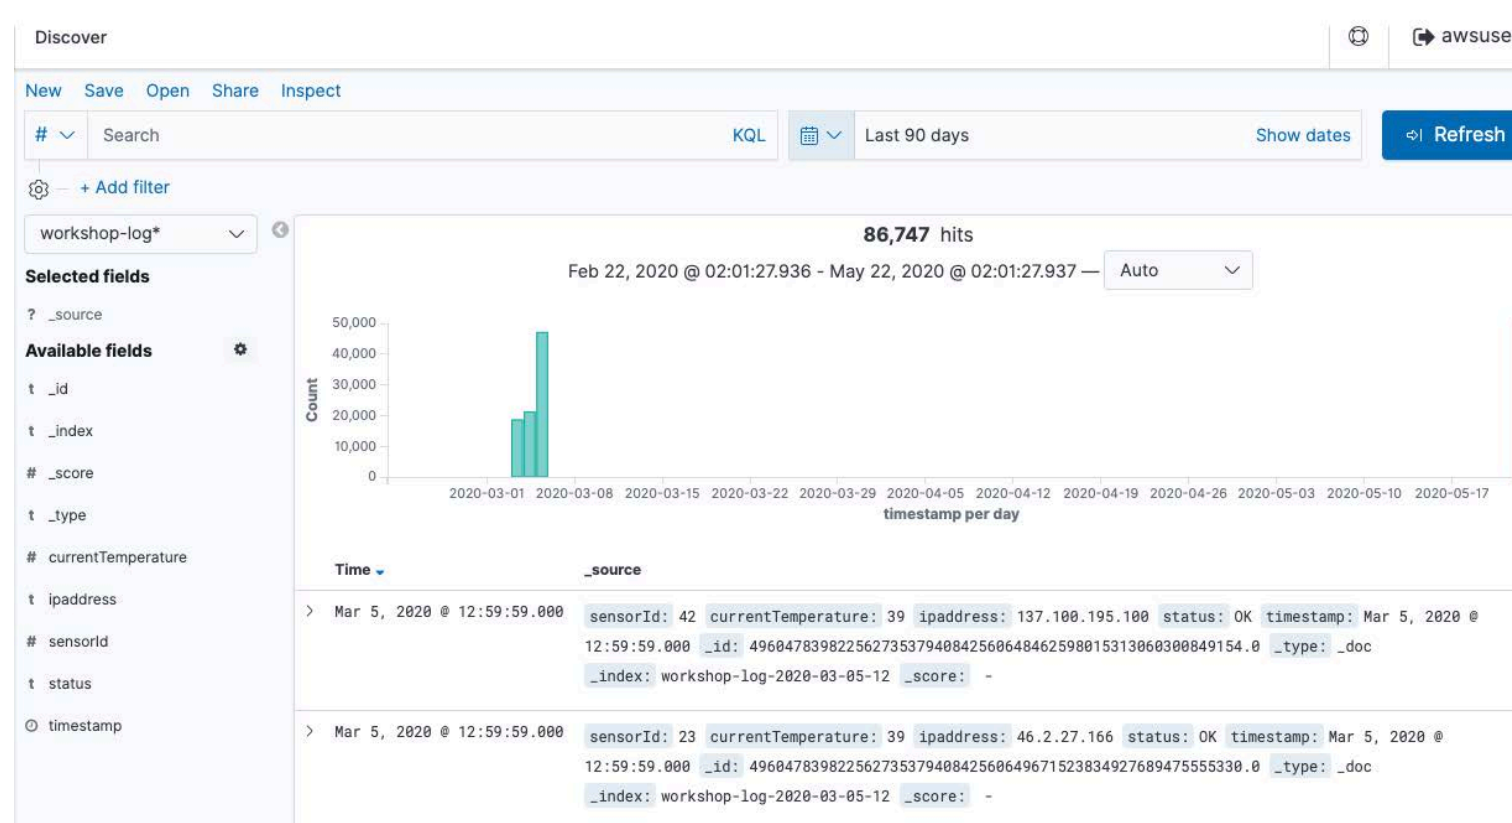 Discover
awsuse
New Save Open Share Inspect
# Search KQL Last 90 days Show dates Refresh
+ Add filter
workshop-log*
86,747 hits
Selected fields
Feb 22, 2020 @ 02:01:27.936 - May 22, 2020 @ 02:01:27.937 — Auto
? _source
Available fields
t _id
t _index
# _score
t _type
# currentTemperature
t ipaddress
# sensorId
t status
timestamp
50,000
40,000
30,000
20,000
10,000
0
Count
2020-03-01 2020-03-08 2020-03-15 2020-03-22 2020-03-29 2020-04-05 2020-04-12 2020-04-19 2020-04-26 2020-05-03 2020-05-10 2020-05-17
timestamp per day
Time _source
Mar 5, 2020 @ 12:59:59.000 sensorId: 42 currentTemperature: 39 ipaddress: 137.100.195.100 status: OK timestamp: Mar 5, 2020 @
12:59:59.000 _id: 49604783982256273537940842560648462598015313060300849154.0 _type: _doc
_index: workshop-log-2020-03-05-12 _score: -
Mar 5, 2020 @ 12:59:59.000 sensorId: 23 currentTemperature: 39 ipaddress: 46.2.27.166 status: OK timestamp: Mar 5, 2020 @
12:59:59.000 _id: 49604783982256273537940842560649671523834927689475555330.0 _type: _doc
_index: workshop-log-2020-03-05-12 _score: -